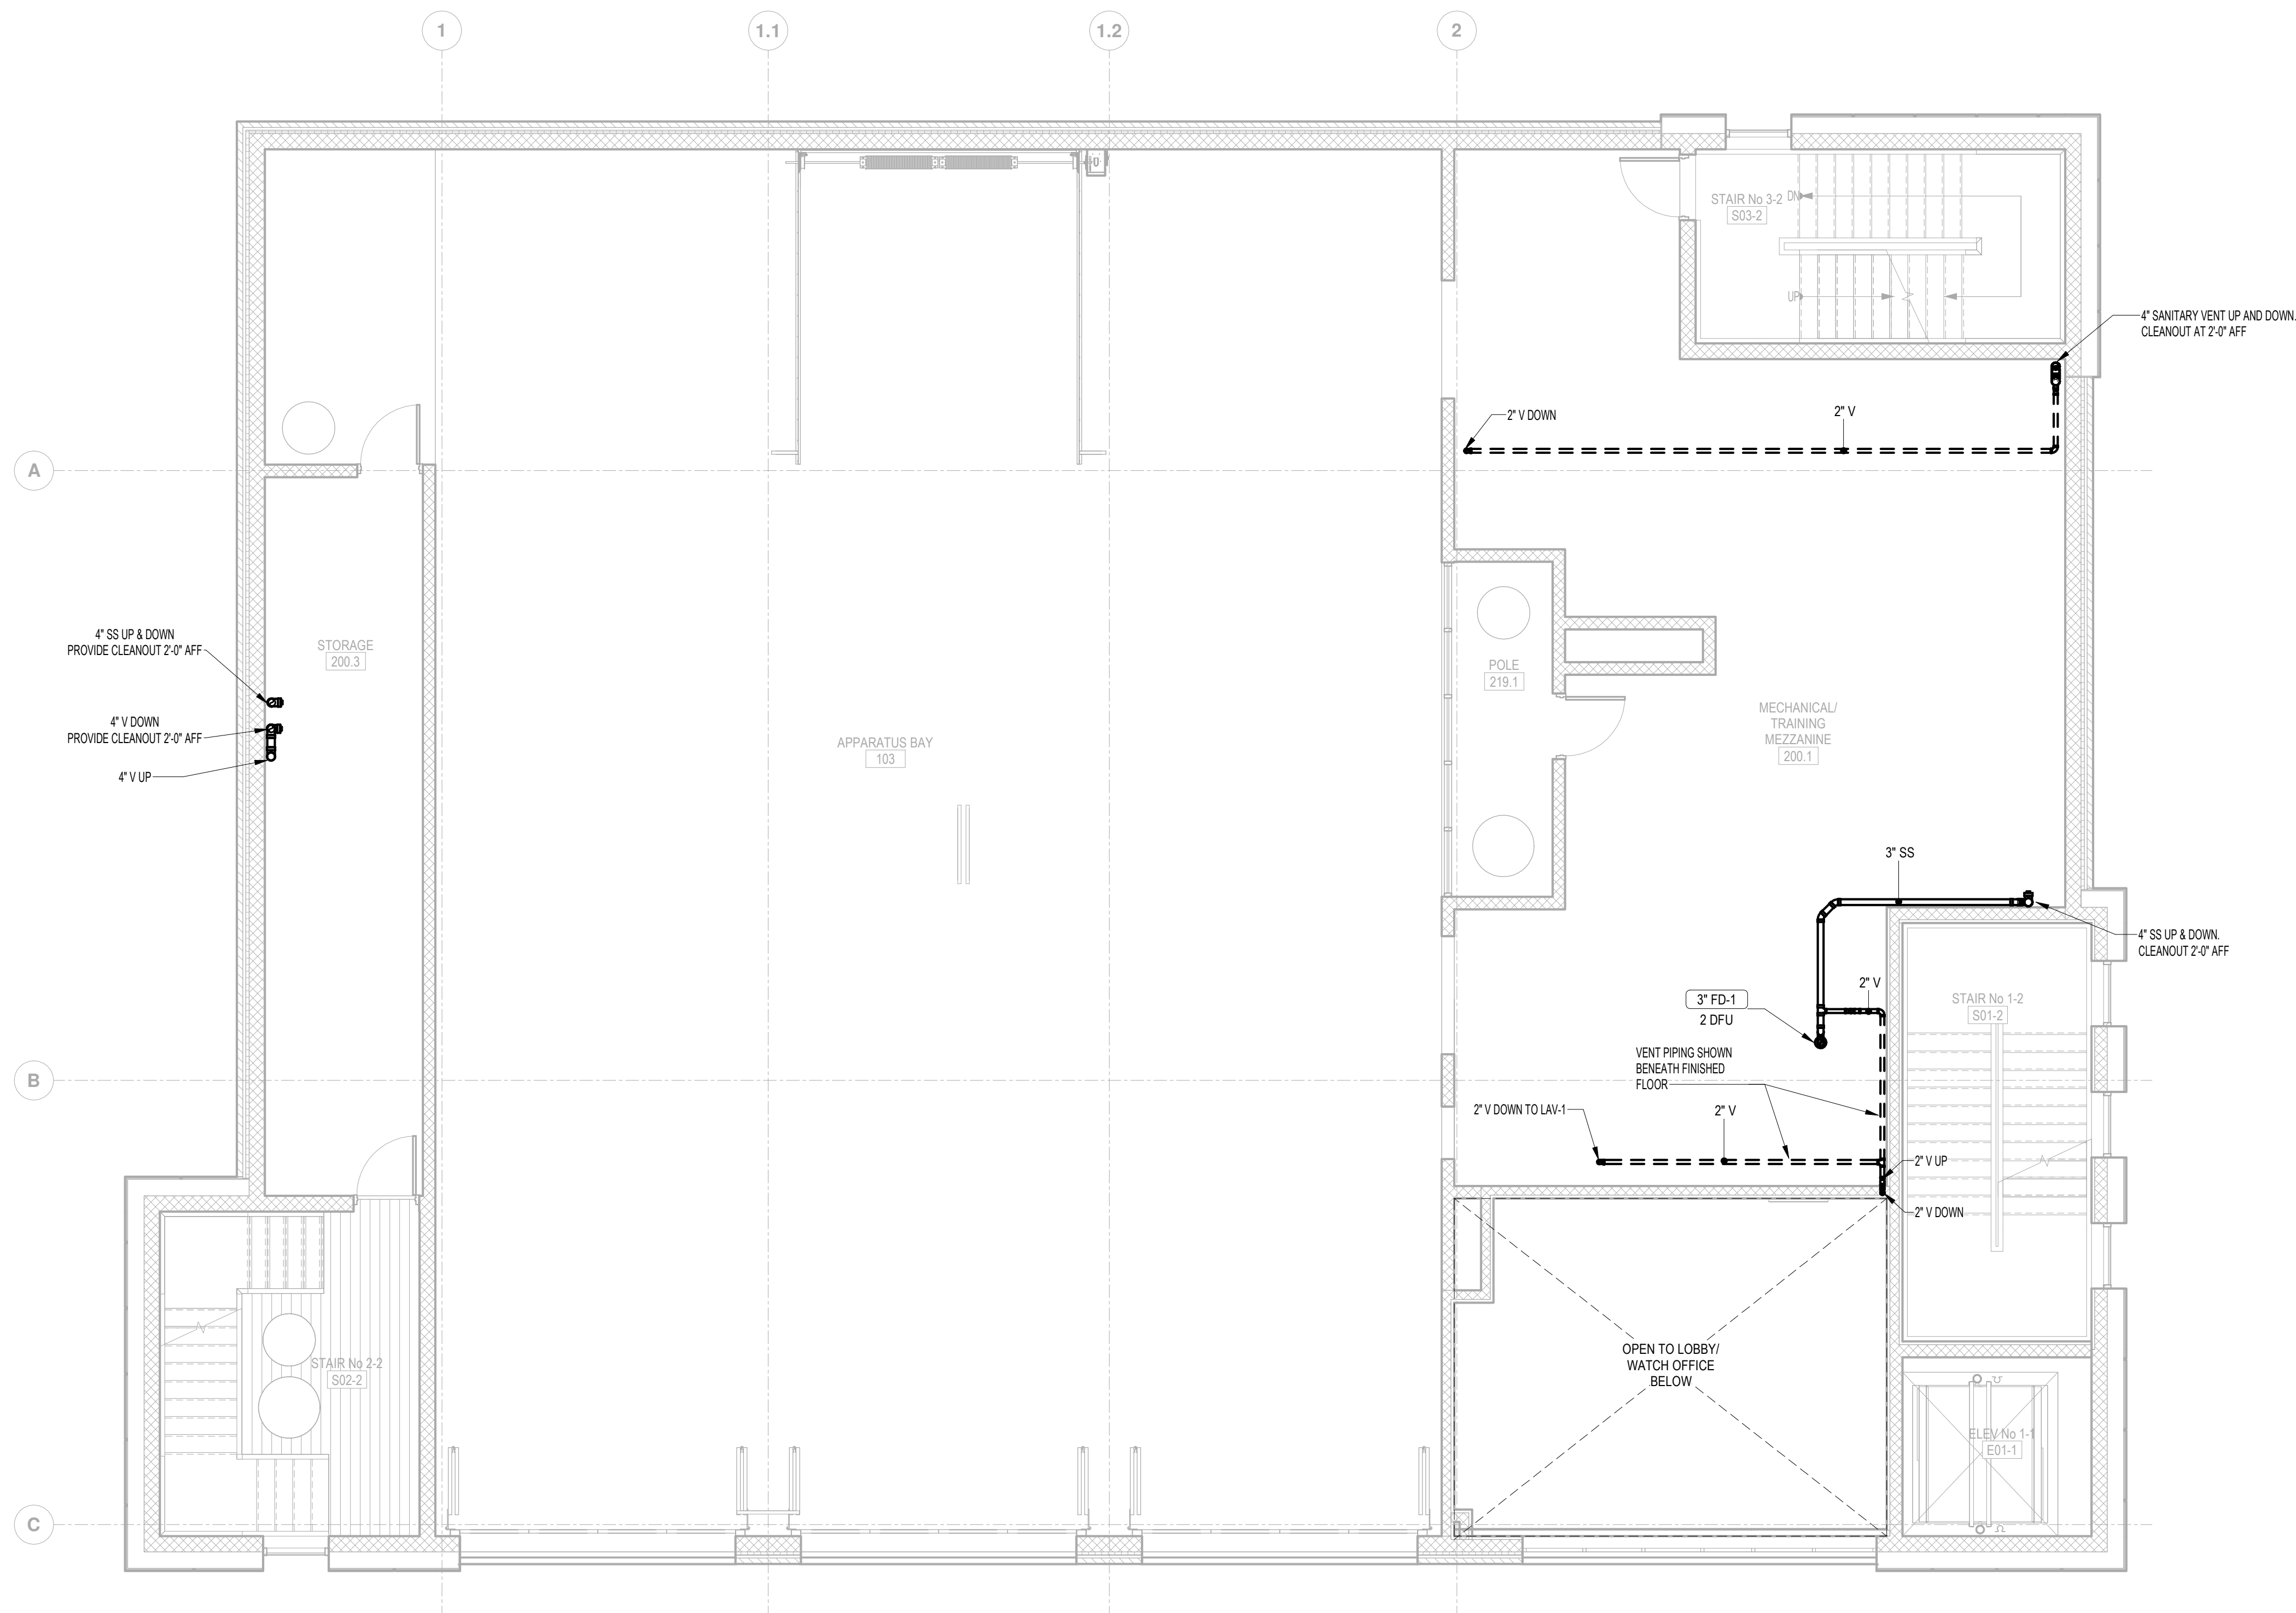 1
1.1
1.2
2
STAIR No 3-2
S03-2
DN
UP
4" SANITARY VENT UP AND DOWN.
CLEANOUT AT 2'-0" AFF
2" V DOWN
2" V
A
4" SS UP & DOWN
PROVIDE CLEANOUT 2'-0" AFF
STORAGE
200.3
4" V DOWN
PROVIDE CLEANOUT 2'-0" AFF
4" V UP
APPARATUS BAY
103
POLE
219.1
MECHANICAL/
TRAINING
MEZZANINE
200.1
3" SS
4" SS UP & DOWN.
CLEANOUT 2'-0" AFF
2" V
3" FD-1
2 DFU
STAIR No 1-2
S01-2
VENT PIPING SHOWN
BENEATH FINISHED
FLOOR
B
2" V DOWN TO LAV-1
2" V
2" V UP
2" V DOWN
OPEN TO LOBBY/
WATCH OFFICE
BELOW
STAIR No 2-2
S02-2
ELEV No 1-1
E01-1
C